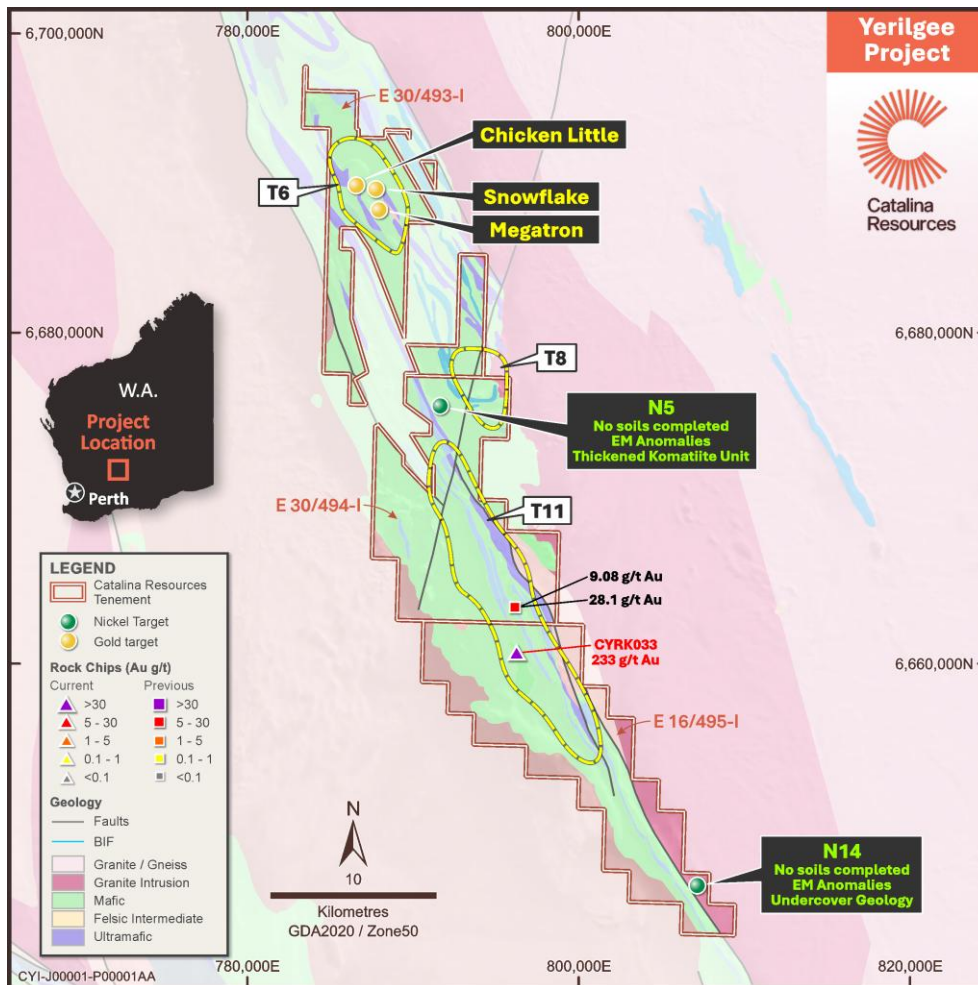 780,000E
800,000E
6,700,000N
Yerilgee
Project
Catalina
Resources
E 30/493-I
Chicken Little
T6
Snowflake
Megatron
6,680,000N
6,680,000N
T8
W.A.
Project
Location
Perth
N5
No soils completed
EM Anomalies
Thickened Komatiite Unit
E 30/494-I
T11
9.08 g/t Au
28.1 g/t Au
CYRK033
233 g/t Au
6,660,000N
E 16/495-I
LEGEND
Catalina Resources
Tenement
Nickel Target
Gold target
Rock Chips (Au g/t)
Current Previous
>30 >30
5 - 30 5 - 30
1 - 5 1 - 5
0.1 - 1 0.1 - 1
<0.1 <0.1
Geology
Faults
BIF
Granite / Gneiss
Granite Intrusion
Mafic
Felsic Intermediate
Ultramafic
N
10
Kilometres
GDA2020 / Zone50
N14
No soils completed
EM Anomalies
Undercover Geology
CYI-J00001-P00001AA
780,000E
800,000E
820,000E